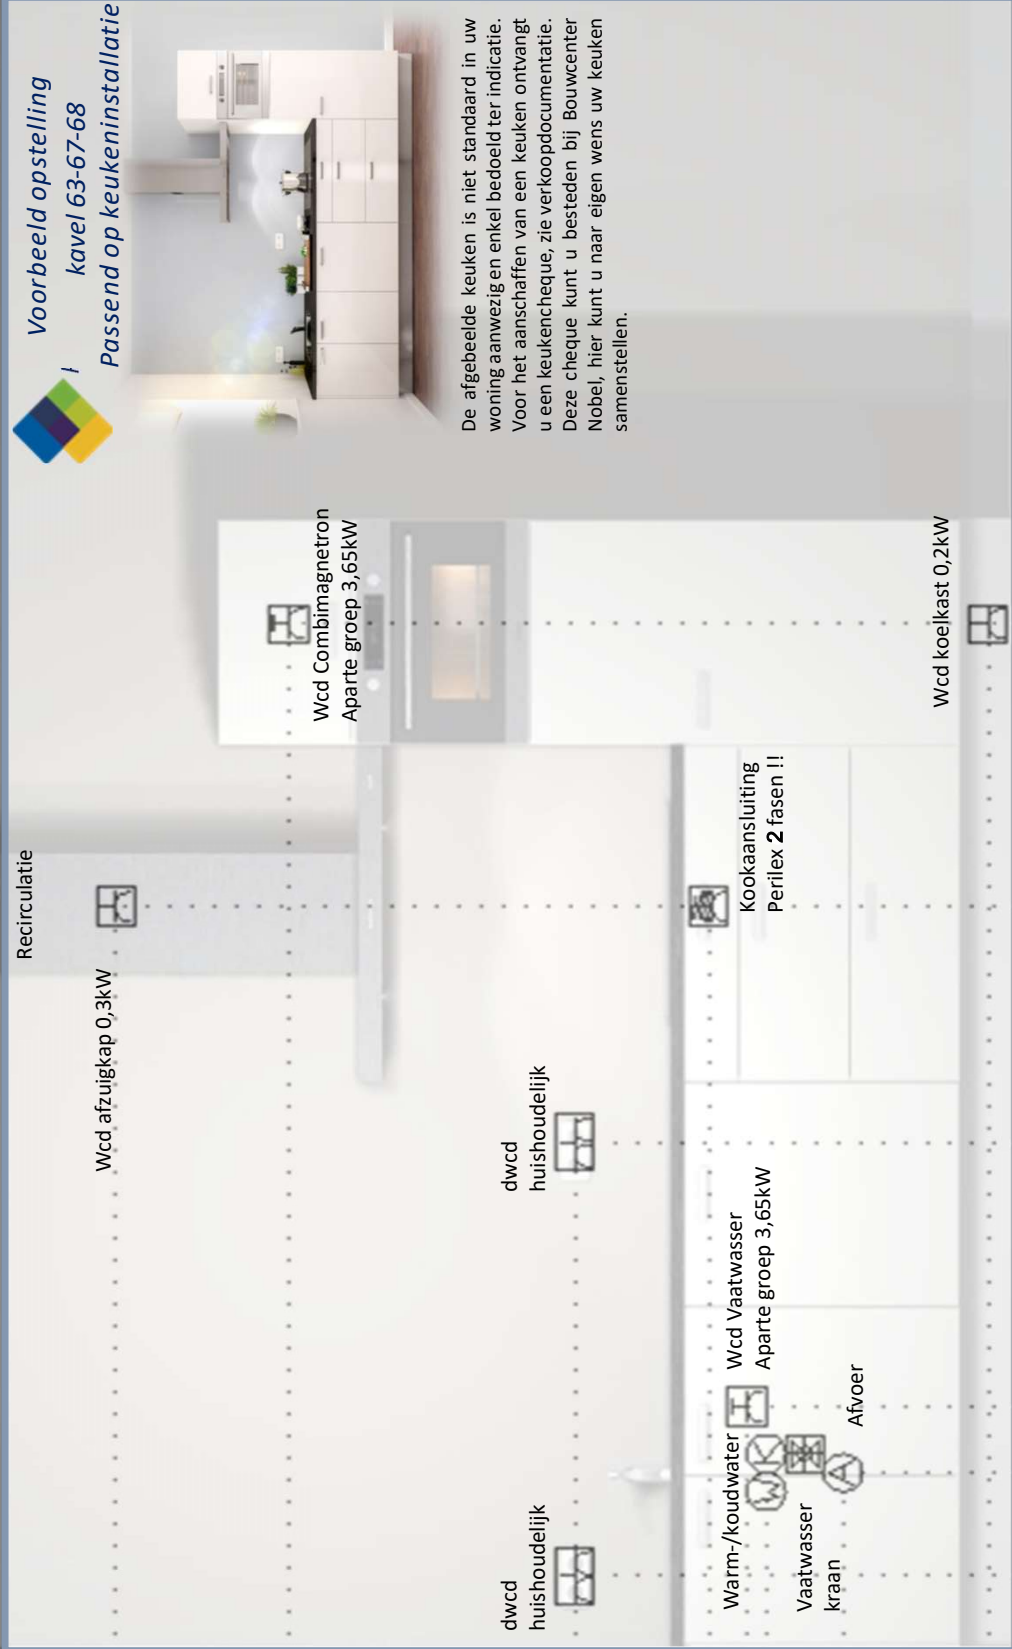 Voorbeeld opstelling
kavel 63-67-68
Passend op keukeninstallatie
De afgebeelde keuken is niet standaard in uw
woning aanwezig en enkel bedoeld ter indicatie.
Voor het aanschaffen van een keuken ontvangt
u een keukencheque, zie verkoopdocumentatie.
Deze cheque kunt u besteden bij Bouwcenter
Nobel, hier kunt u naar eigen wens uw keuken
samenstellen.
Recirculatie
Wcd afzuigkap 0,3kW
Wcd Combimagnetron
Aparte groep 3,65kW
dwcd
huishoudelijk
dwcd
huishoudelijk
Kookaansluiting
Perilex 2 fasen !!
Wcd koelkast 0,2kW
Wcd Vaatwasser
Aparte groep 3,65kW
Warm-/koudwater
W K
A
Vaatwasser
kraan
Afvoer